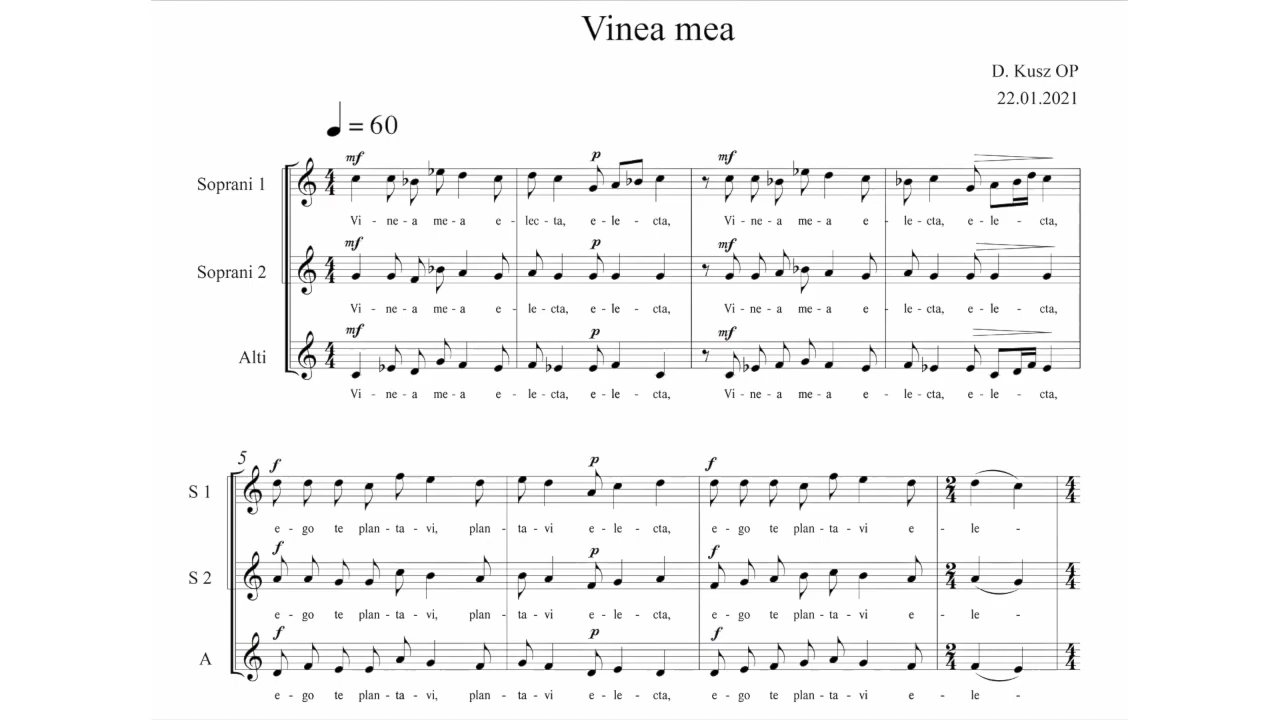 Vinea mea
D. Kusz OP
22.01.2021
= 60
mf p mf
Soprani 1
Vi - ne - a me - a e - lec - ta, e - le - cta, Vi - ne - a me - a e - le - cta, e - le - cta,
mf p mf
Soprani 2
Vi - ne - a me - a e - le - cta, e - le - cta, Vi - ne - a me - a e - le - cta, e - le - cta,
mf p mf
Alti
Vi - ne - a me - a e - le - cta, e - le - cta, Vi - ne - a me - a e - le - cta, e - le - cta,
5
f p f
S 1
e - go te plan - ta - vi, plan - ta - vi e - le - cta, e - go te plan - ta - vi e - le -
f p f
S 2
e - go te plan - ta - vi, plan - ta - vi e - le - cta, e - go te plan - ta - vi e - le -
f p f
A
e - go te plan - ta - vi, plan - ta - vi e - le - cta, e - go te plan - ta - vi e - le -